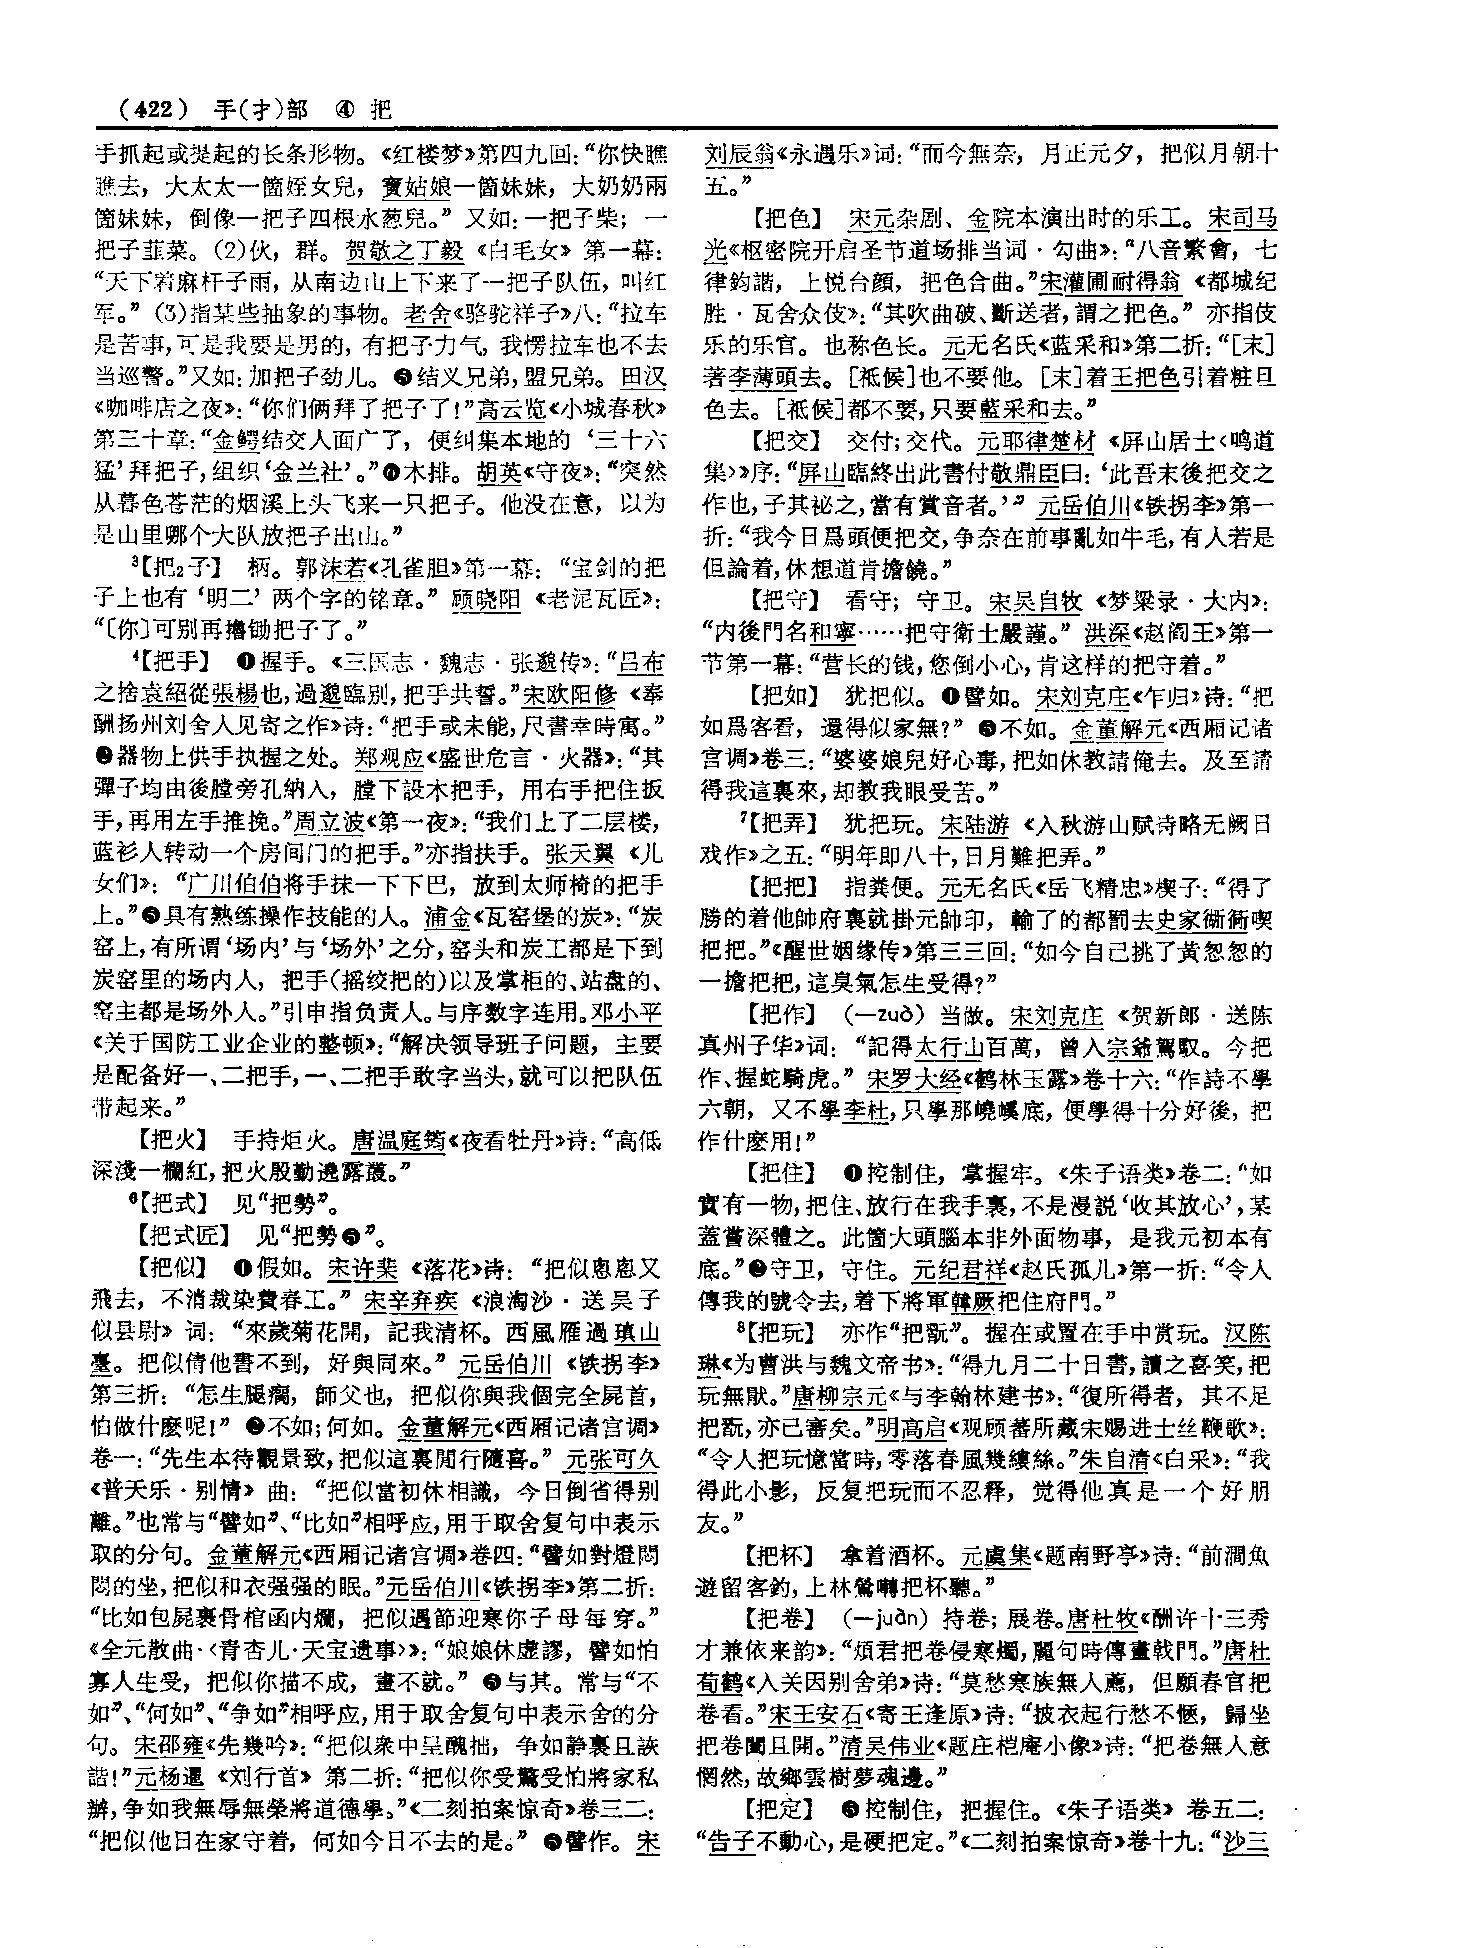 （422） 手(才)部 ④ 把
手抓起或提起的长条形物。《红楼梦》第四九回：“你快瞧
瞧去，大太太一箇姪女兒，寳姑娘一箇妹妹，大奶奶兩
箇妹妹，倒像一把子四根水葱兒。”又如：一把子柴；一
把子韮菜。(2)伙，群。贺敬之丁毅《白毛女》第一幕：
“天下着麻杆子雨，从南边山上下来了一把子队伍，叫红
军。”(3)指某些抽象的事物。老舍《骆驼祥子》八：“拉车
是苦事，可是我要是男的，有把子力气，我愣拉车也不去
当巡警。”又如：加把子劲儿。❺结义兄弟，盟兄弟。田汉
《咖啡店之夜》：“你们俩拜了把子了！”高云览《小城春秋》
第三十章：“金鳄结交人面广了，便纠集本地的‘三十六
猛’拜把子，组织‘金兰社’。”❻木排。胡英《守夜》：“突然
从暮色苍茫的烟溪上头飞来一只把子。他没在意，以为
是山里哪个大队放把子出山。”
³【把₂子】 柄。郭沫若《孔雀胆》第一幕：“宝剑的把
子上也有‘明二’两个字的铭章。”顾晓阳《老泥瓦匠》：
“〔你〕可别再撸锄把子了。”
⁴【把手】 ❶握手。《三国志·魏志·张邈传》：“吕布
之捨袁紹從張楊也，過邈臨别，把手共誓。”宋欧阳修《奉
酬扬州刘舍人见寄之作》诗：“把手或未能，尺書幸時寓。”
❷器物上供手执握之处。郑观应《盛世危言·火器》：“其
彈子均由後膛旁孔納入，膛下設木把手，用右手把住扳
手，再用左手推挽。”周立波《第一夜》：“我们上了二层楼，
蓝衫人转动一个房间门的把手。”亦指扶手。张天翼《儿
女们》：“广川伯伯将手抹一下下巴，放到太师椅的把手
上。”❸具有熟练操作技能的人。浦金《瓦窑堡的炭》：“炭
窑上，有所谓‘场内’与‘场外’之分，窑头和炭工都是下到
炭窑里的场内人，把手(摇绞把的)以及掌柜的、站盘的、
窑主都是场外人。”引申指负责人。与序数字连用。邓小平
《关于国防工业企业的整顿》：“解决领导班子问题，主要
是配备好一、二把手，一、二把手敢字当头，就可以把队伍
带起来。”
【把火】 手持炬火。唐温庭筠《夜看牡丹》诗：“高低
深淺一欄紅，把火殷勤遶露叢。”
⁶【把式】 见“把勢”。
【把式匠】 见“把勢❺”。
【把似】 ❶假如。宋许棐《落花》诗：“把似悤悤又
飛去，不消裁染費春工。”宋辛弃疾《浪淘沙·送吴子
似县尉》词：“來歲菊花開，記我清杯。西風雁過瑱山
臺。把似倩他書不到，好與同來。”元岳伯川《铁拐李》
第三折：“怎生腿瘸，師父也，把似你與我個完全屍首，
怕做什麽呢！”❷不如；何如。金董解元《西厢记诸宫调》
卷一：“先生本待觀景致，把似這裏閒行隨喜。”元张可久
《普天乐·别情》曲：“把似當初休相識，今日倒省得别
離。”也常与“譬如”、“比如”相呼应，用于取舍复句中表示
取的分句。金董解元《西厢记诸宫调》卷四：“譬如對燈悶
悶的坐，把似和衣强强的眠。”元岳伯川《铁拐李》第二折：
“比如包屍裹骨棺函内爛，把似遇節迎寒你子母每穿。”
《全元散曲·〈青杏儿·天宝遗事〉》：“娘娘休虚謬，譬如怕
寡人生受，把似你描不成，畫不就。”❸与其。常与“不
如”、“何如”、“争如”相呼应，用于取舍复句中表示舍的分
句。宋邵雍《先幾吟》：“把似衆中呈醜拙，争如静裏且詼
諧！”元杨暹《刘行首》第二折：“把似你受驚受怕將家私
辦，争如我無辱無榮將道德學。”《二刻拍案惊奇》卷三二：
“把似他日在家守着，何如今日不去的是。”❹譬作。宋
刘辰翁《永遇乐》词：“而今無奈，月正元夕，把似月朝十
五。”
【把色】 宋元杂剧、金院本演出时的乐工。宋司马
光《枢密院开启圣节道场排当词·勾曲》：“八音繁會，七
律鈞諧，上悦台顔，把色合曲。”宋灌圃耐得翁《都城纪
胜·瓦舍众伎》：“其吹曲破、斷送者，謂之把色。”亦指伎
乐的乐官。也称色长。元无名氏《蓝采和》第二折：“[末]
著李薄頭去。[祗候]也不要他。[末]着王把色引着粧旦
色去。[祗候]都不要，只要藍采和去。”
【把交】 交付；交代。元耶律楚材《屏山居士〈鸣道
集〉》序：“屏山臨終出此書付敬鼎臣曰：‘此吾末後把交之
作也，子其祕之，當有賞音者。’”元岳伯川《铁拐李》第一
折：“我今日爲頭便把交，争奈在前事亂如牛毛，有人若是
但論着，休想道肯擔饒。”
【把守】 看守；守卫。宋吴自牧《梦粱录·大内》：
“内後門名和寧……把守衛士嚴謹。”洪深《赵阎王》第一
节第一幕：“营长的钱，您倒小心，肯这样的把守着。”
【把如】 犹把似。❶譬如。宋刘克庄《乍归》诗：“把
如爲客看，還得似家無？”❷不如。金董解元《西厢记诸
宫调》卷三：“婆婆娘兒好心毒，把如休教請俺去。及至請
得我這裏來，却教我眼受苦。”
⁷【把弄】 犹把玩。宋陆游《入秋游山赋诗略无阙日
戏作》之五：“明年即八十，日月難把弄。”
【把把】 指粪便。元无名氏《岳飞精忠》楔子：“得了
勝的着他帥府裏就掛元帥印，輸了的都罰去史家衚衕喫
把把。”《醒世姻缘传》第三三回：“如今自己挑了黃怱怱的
一擔把把，這臭氣怎生受得？”
【把作】 （—zuò）当做。宋刘克庄《贺新郎·送陈
真州子华》词：“記得太行山百萬，曾入宗爺駕馭。今把
作、握蛇騎虎。”宋罗大经《鹤林玉露》卷十六：“作詩不學
六朝，又不學李杜，只學那嶢﻿﻿﻿﻿﻿﻿﻿崎底，便學得十分好後，把
作什麽用！”
【把住】 ❶控制住，掌握牢。《朱子语类》卷二：“如
實有一物，把住、放行在我手裏，不是漫説‘收其放心’，某
蓋嘗深體之。此箇大頭腦本非外面物事，是我元初本有
底。”❷守卫，守住。元纪君祥《赵氏孤儿》第一折：“令人
傳我的號令去，着下將軍韓厥把住府門。”
⁸【把玩】 亦作“把翫”。握在或置在手中赏玩。汉陈
琳《为曹洪与魏文帝书》：“得九月二十日書，讀之喜笑，把
玩無猒。”唐柳宗元《与李翰林建书》：“復所得者，其不足
把翫，亦已審矣。”明高启《观顾蕃所藏宋赐进士丝鞭歌》：
“令人把玩憶當時，零落春風幾縷絲。”朱自清《白采》：“我
得此小影，反复把玩而不忍释，觉得他真是一个好朋
友。”
【把杯】 拿着酒杯。元虞集《题南野亭》诗：“前澗魚
遊留客釣，上林鶯囀把杯聽。”
【把卷】 （—juàn）持卷；展卷。唐杜牧《酬许十三秀
才兼依来韵》：“煩君把卷侵寒燭，麗句時傳畫戟門。”唐杜
荀鹤《入关因别舍弟》诗：“莫愁寒族無人薦，但願春官把
卷看。”宋王安石《寄王逢原》诗：“披衣起行愁不愜，歸坐
把卷闔且開。”清吴伟业《题庄榿庵小像》诗：“把卷無人意
惘然，故鄉雲樹夢魂邊。”
【把定】 ❶控制住，把握住。《朱子语类》卷五二：
“告子不動心，是硬把定。”《二刻拍案惊奇》卷十九：“沙三